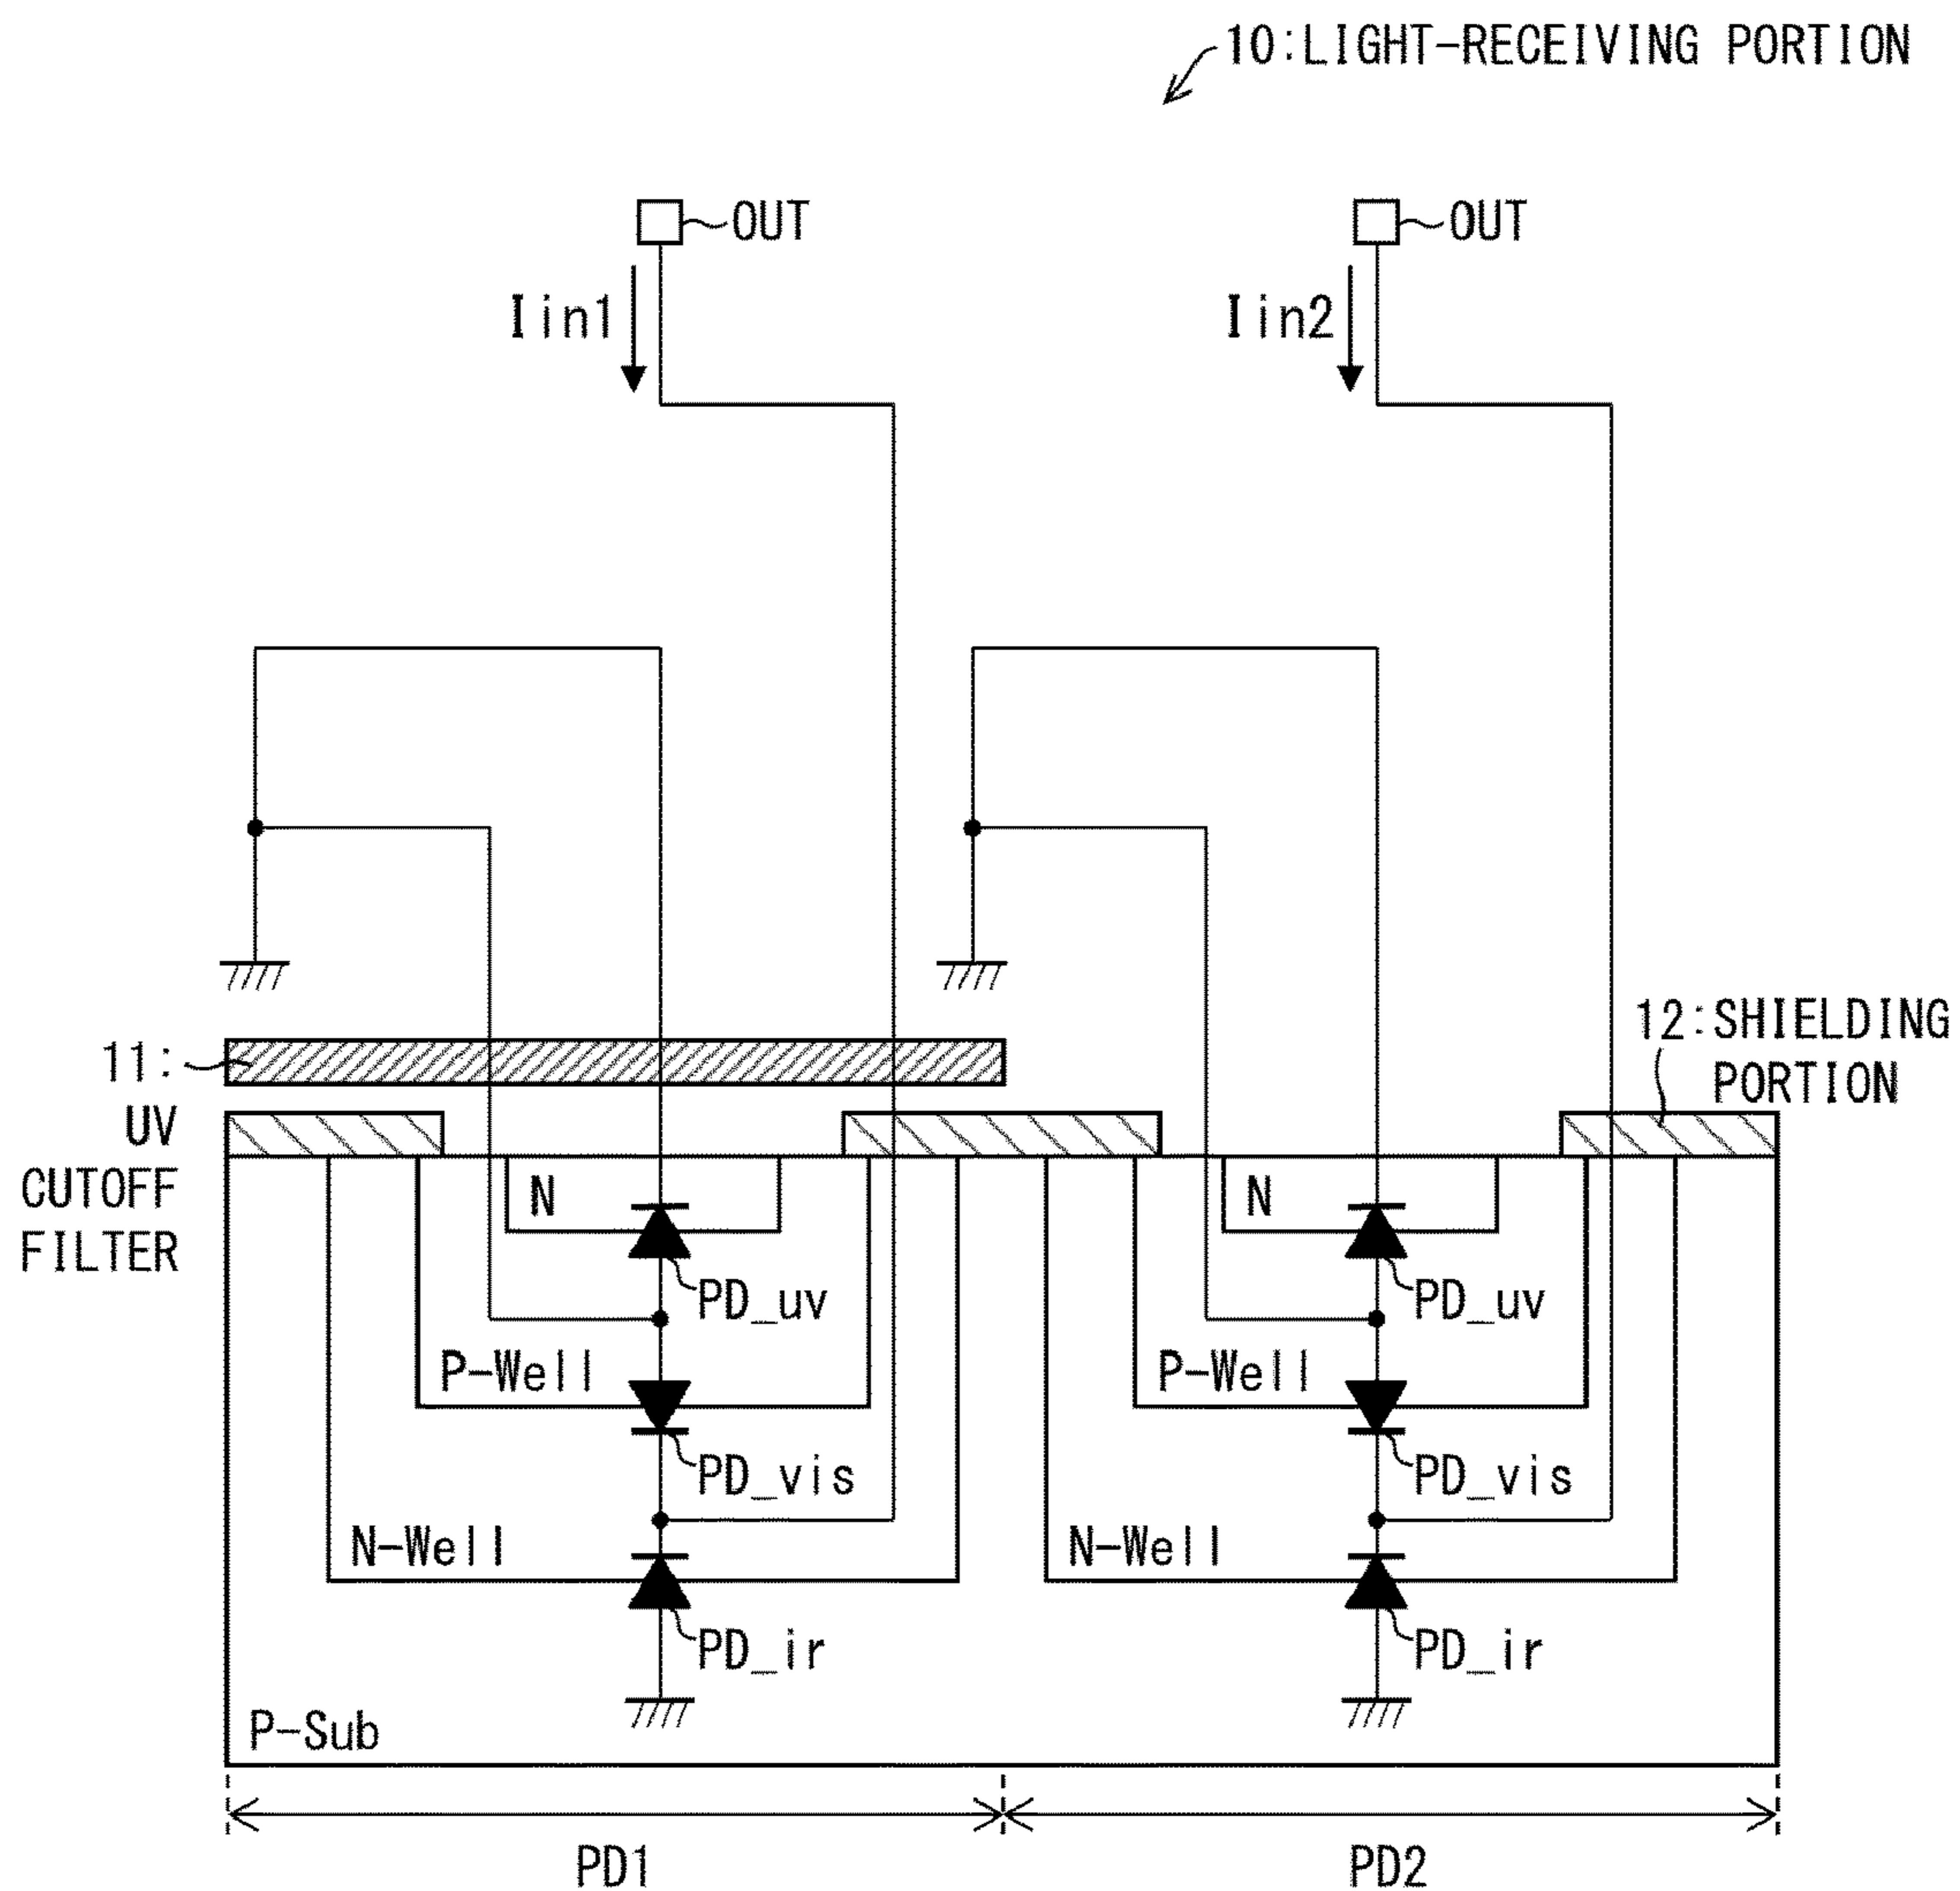 10:LIGHT-RECEIVING PORTION
OUT
OUT
Iin1
Iin2
12:SHIELDING
PORTION
11:
UV
CUTOFF
FILTER
N
N
PD_uv
PD_uv
P-Well
P-Well
PD_vis
PD_vis
N-Well
N-Well
PD_ir
PD_ir
P-Sub
PD1
PD2